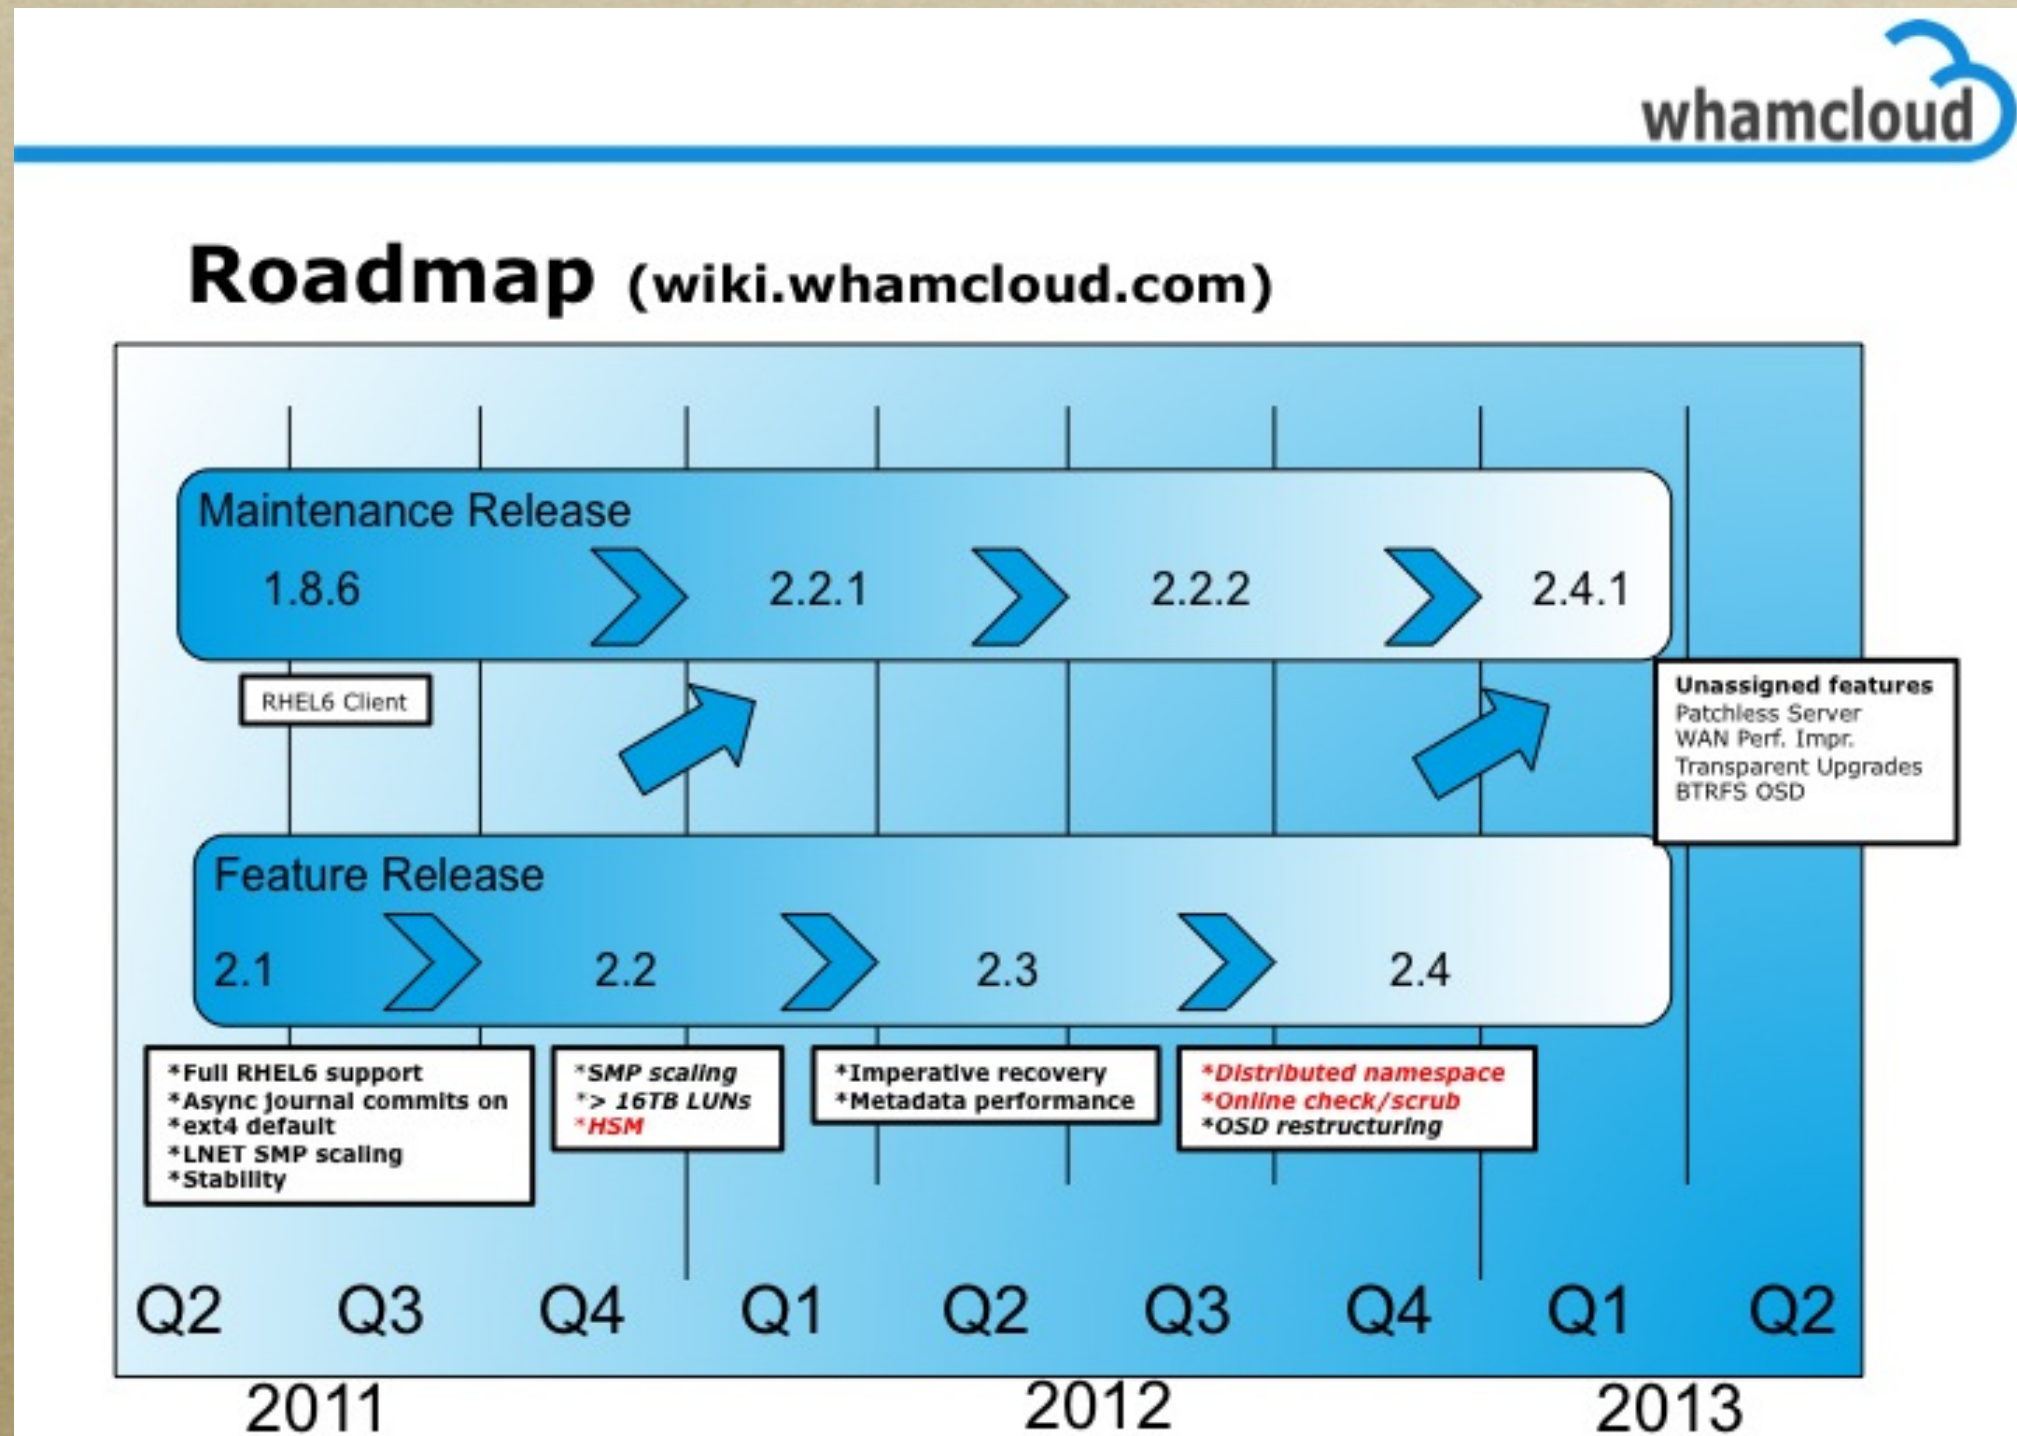 whamcloud
Roadmap (wiki.whamcloud.com)
Maintenance Release
1.8.6 2.2.1 2.2.2 2.4.1
RHEL6 Client
Unassigned features
Patchless Server
WAN Perf. Impr.
Transparent Upgrades
BTRFS OSD
Feature Release
2.1 2.2 2.3 2.4
*Full RHEL6 support
*Async journal commits on
*ext4 default
*LNET SMP scaling
*Stability
*SMP scaling
*> 16TB LUNs
*HSM
*Imperative recovery
*Metadata performance
*Distributed namespace
*Online check/scrub
*OSD restructuring
Q2 Q3 Q4 Q1 Q2 Q3 Q4 Q1 Q2
2011 2012 2013